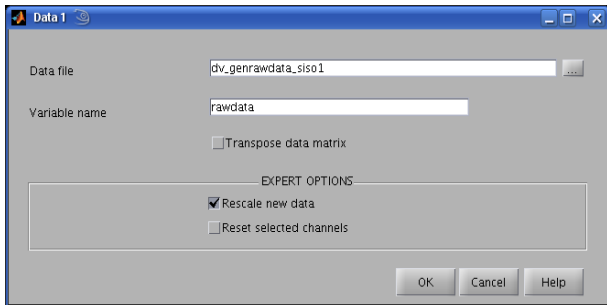 Data 1
Data file dv_genrawdata_siso1 ...
Variable name rawdata
Transpose data matrix
EXPERT OPTIONS
Rescale new data
Reset selected channels
OK Cancel Help